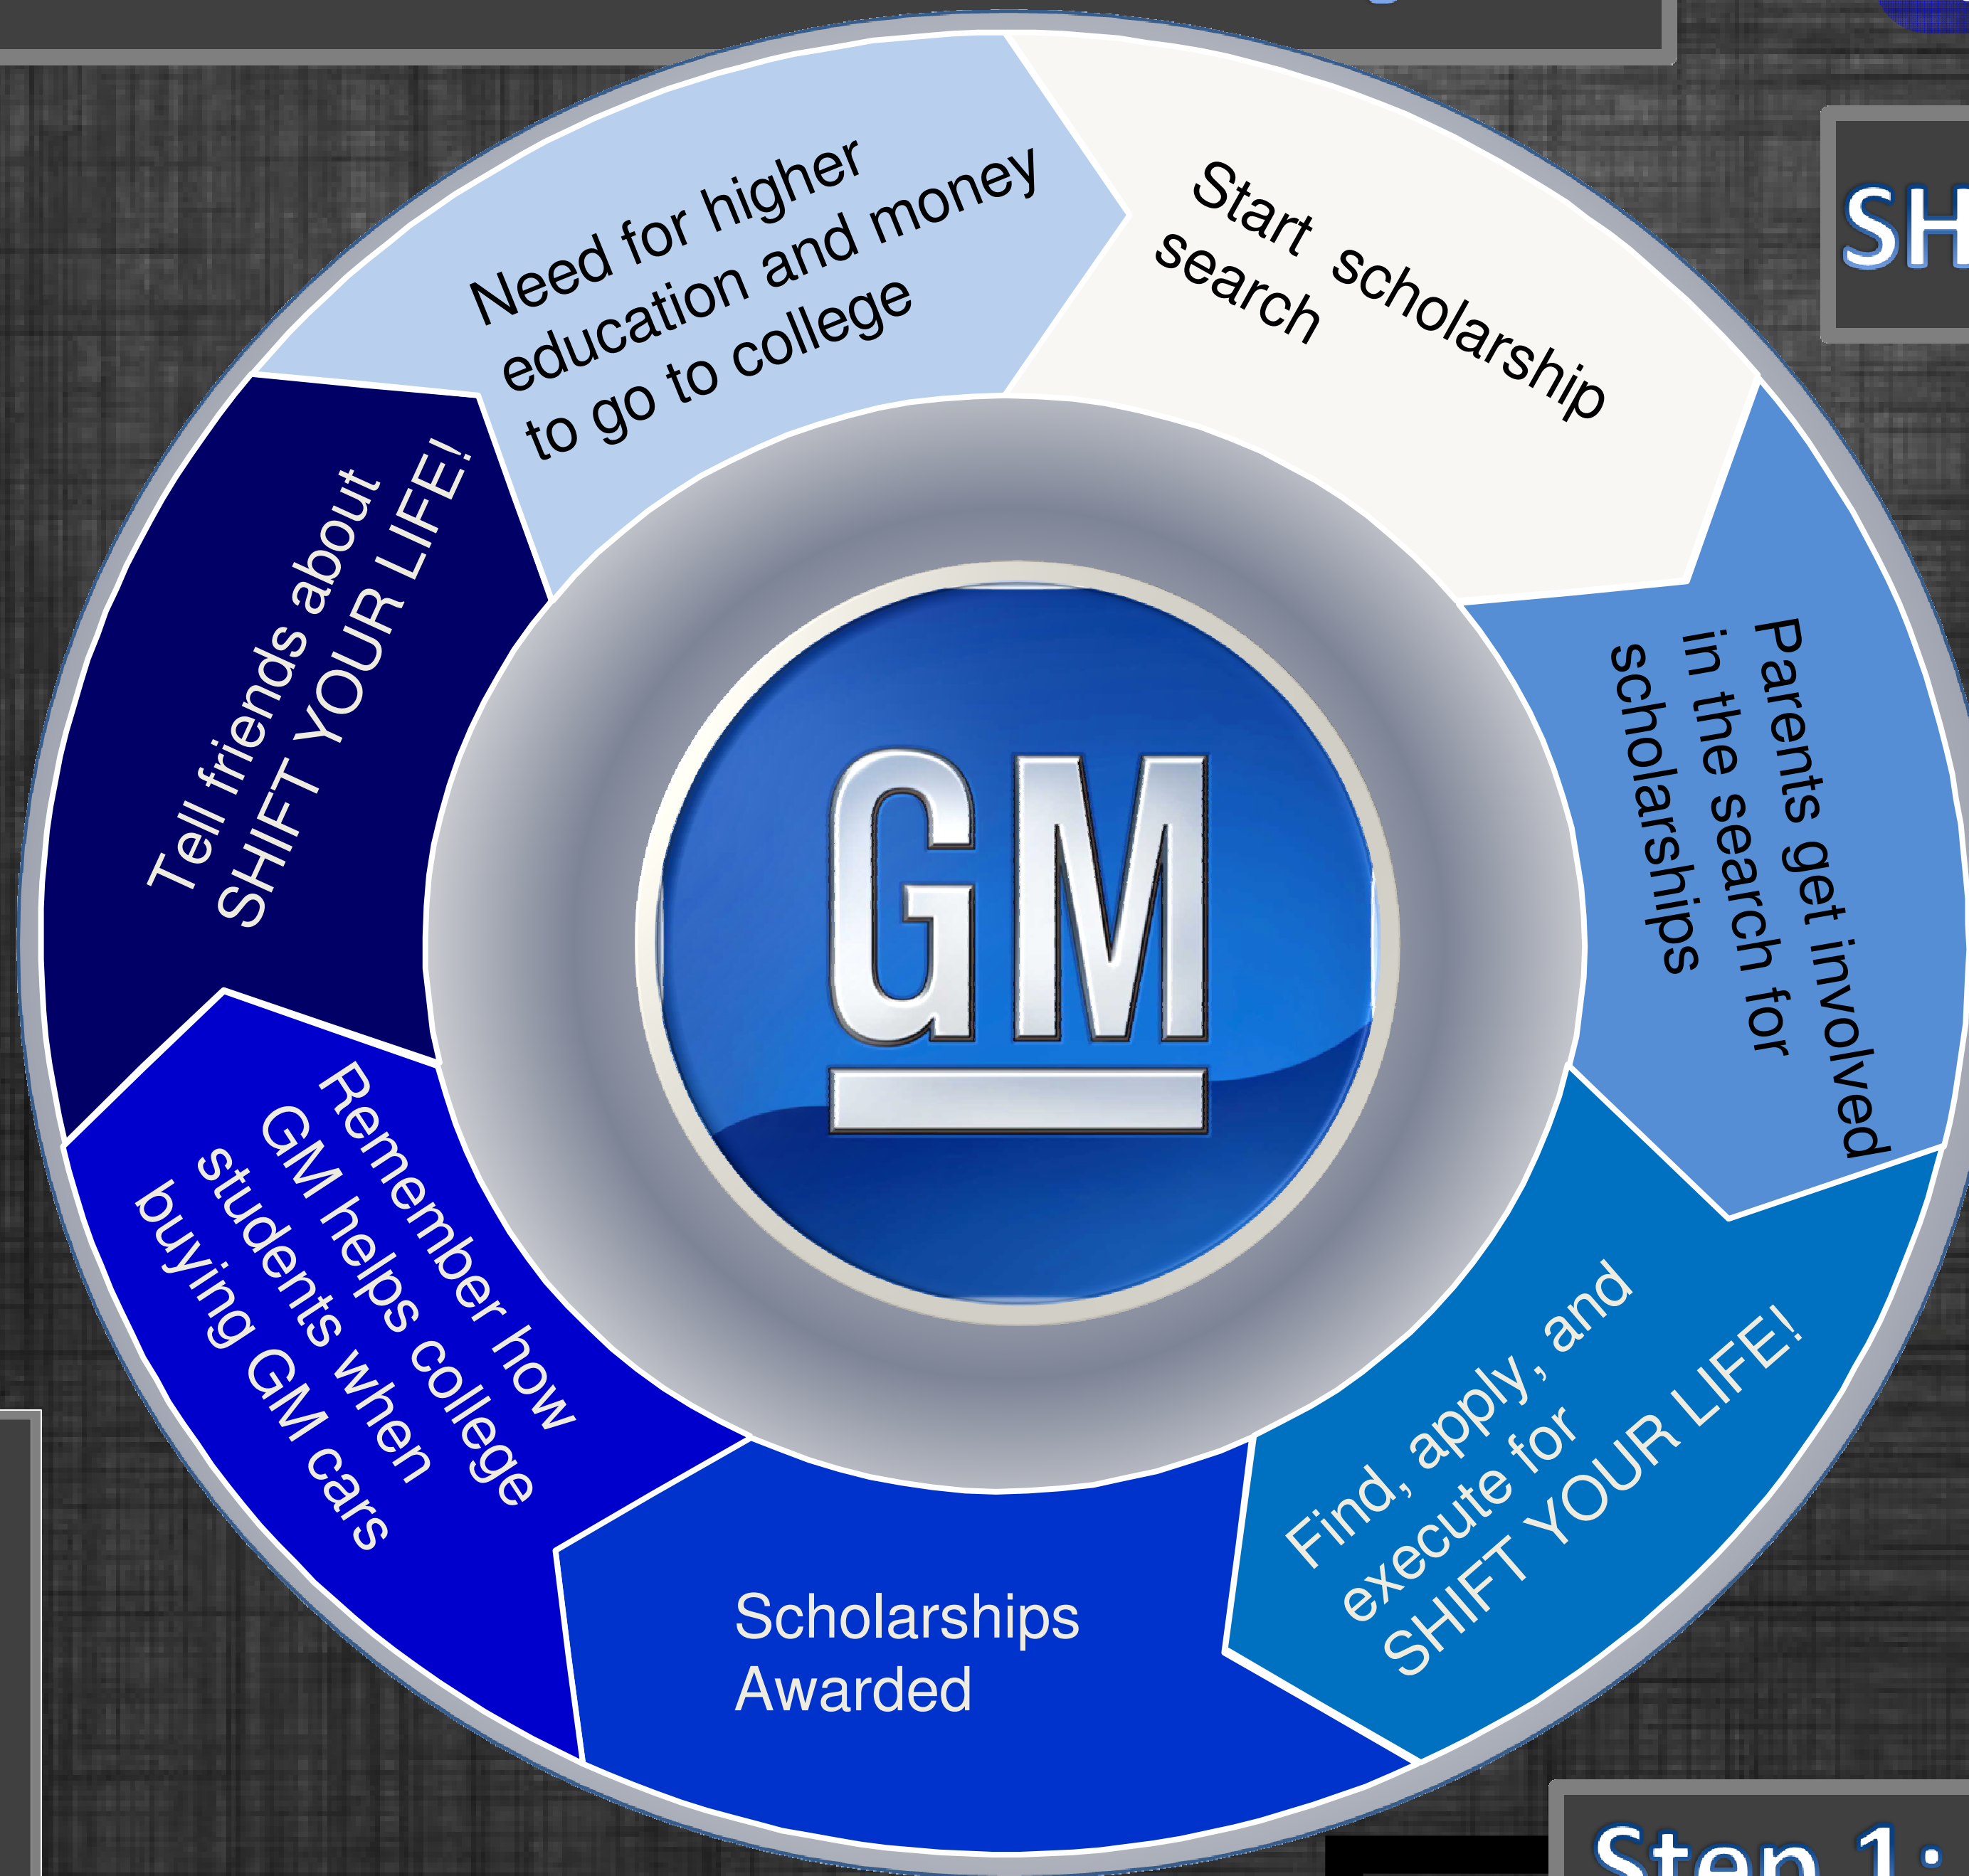 Need for higher
education and money
to go to college
Start scholarship
search
SH
Parents get involved
in the search for
scholarships
Find, apply, and
execute for
SHIFT YOUR LIFE!
Scholarships
Awarded
Remember how
GM helps college
students when
buying GM cars
Tell friends about
SHIFT YOUR LIFE!
GM
Step 1: